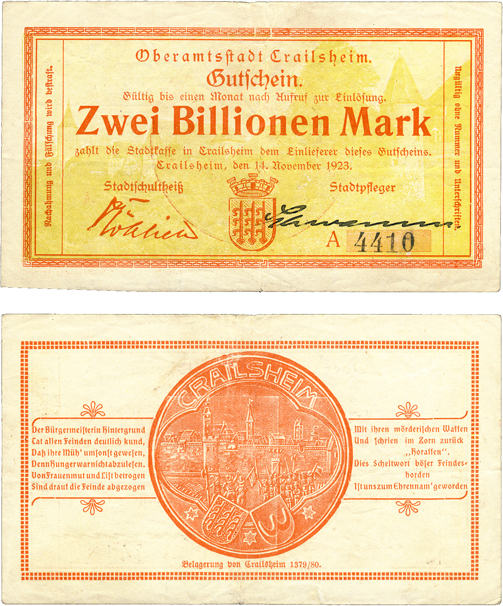 Oberamtsstadt Crailsheim.
Gutschein.
Gültig bis einen Monat nach Aufruf zur Einlösung.
Zwei Billionen Mark
zahlt die Stadtkasse in Crailsheim dem Einlieferer dieses Gutscheins.
Crailsheim, den 14. November 1923.
Stadtschultheiß
Stadtpfleger
A 4410
Nachahmung und Fälschung wird bestraft.
Ungültig ohne Nummer und Unterschriften.
CRAILSHEIM
Der Bürgermeisterin Hintergrund
Tat allen Feinden deutlich kund,
Daß ihre Müh' umsonst gewesen,
Denn Hunger war nicht abzulesen.
Von Frauenmut und List betrogen
Sind drauf die Feinde abgezogen
Mit ihren mörderischen Waffen
Und schrien im Zorn zurück
„Horaffen".
Dies Scheltwort böser Feindes-
horden
Ist uns zum Ehrennam' geworden
Belagerung von Crailsheim 1379/80.